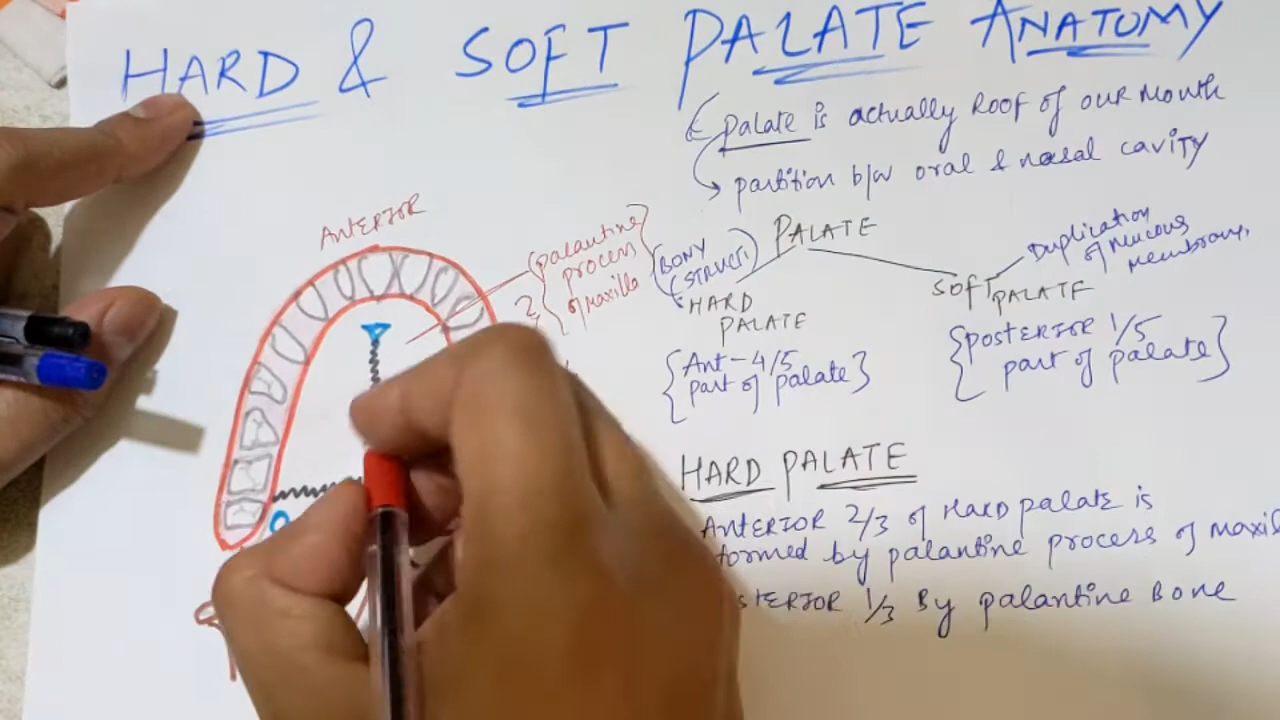 HARD & SOFT PALATE ANATOMY
palate is actually Roof of our Mouth
partition b/w oral & nasal cavity
ANTERIOR
(palantine
process
of maxilla
PALATE
(BONY
STRUCT.)
HARD
PALATE
{Ant-4/5
part of palate}
SOFT
PALATE
Duplication
of mucous
membrane,
{POSTERIOR 1/5
part of palate}
HARD PALATE
ANTERIOR 2/3 of HARD palate is
formed by palantine process of maxil
STERIOR 1/3 By palantine Bone